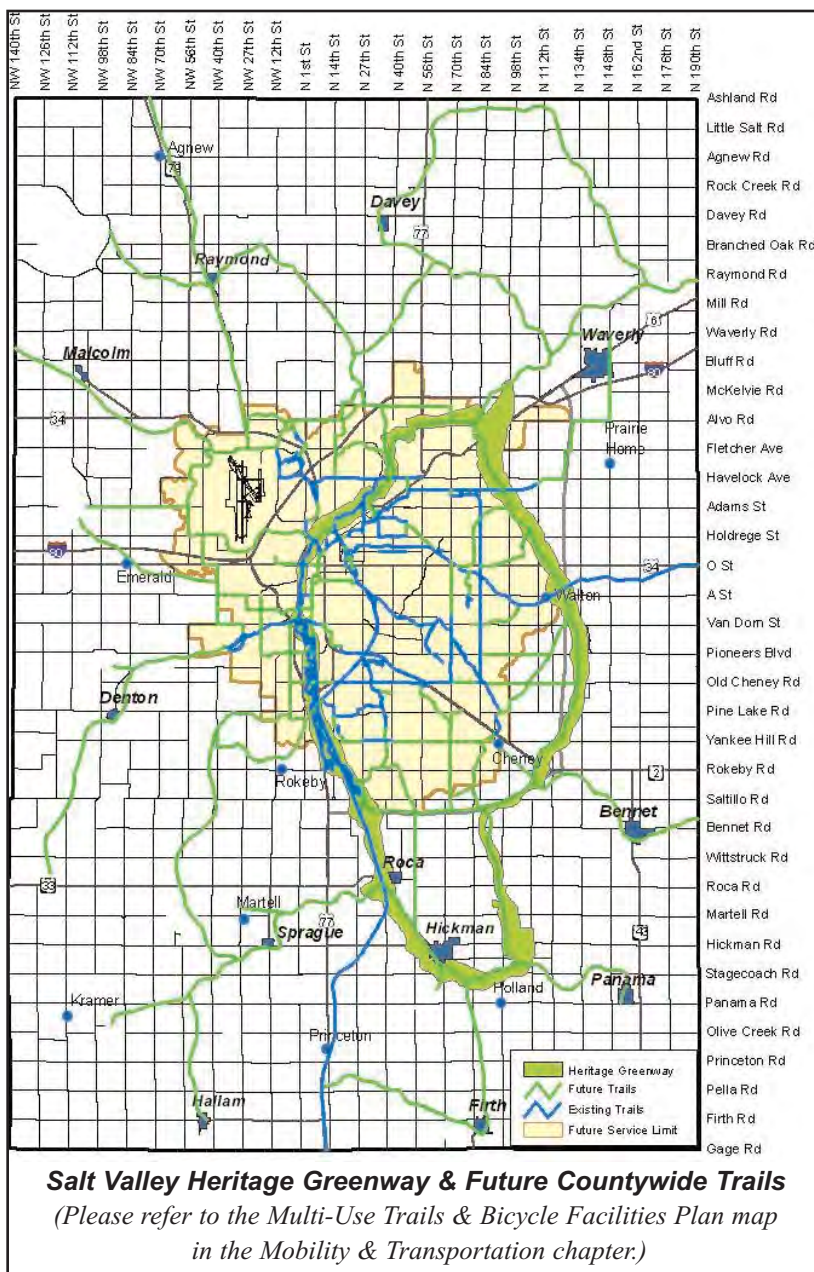 NW 140th St
NW 126th St
NW 112th St
NW 98th St
NW 84th St
NW 70th St
NW 56th St
NW 40th St
NW 27th St
NW 12th St
N 1st St
N 14th St
N 27th St
N 40th St
N 56th St
N 70th St
N 84th St
N 98th St
N 112th St
N 134th St
N 148th St
N 162nd St
N 176th St
N 190th St
Ashland Rd
Little Salt Rd
Agnew Rd
Agnew
79
Rock Creek Rd
Davey
Davey Rd
77
Branched Oak Rd
Raymond
Raymond Rd
Mill Rd
6
Waverly
Waverly Rd
Malcolm
Bluff Rd
80
McKelvie Rd
34
Alvo Rd
Prairie
Home
Fletcher Ave
Havelock Ave
Adams St
Holdrege St
80
Emerald
34
O St
Walton
A St
Van Dorn St
Pioneers Blvd
Old Cheney Rd
Denton
Pine Lake Rd
Yankee Hill Rd
Cheney
Rokeby
2
Rokeby Rd
Saltillo Rd
Bennet
Bennet Rd
Wittstruck Rd
Roca
33
Roca Rd
Martell
77
Martell Rd
Sprague
Hickman
43
Hickman Rd
Stagecoach Rd
Panama
Kramer
Holland
Panama Rd
Olive Creek Rd
Princeton
Princeton Rd
Pella Rd
Hallam
Firth
Firth Rd
Gage Rd
Heritage Greenway
Future Trails
Existing Trails
Future Service Limit
Salt Valley Heritage Greenway & Future Countywide Trails
(Please refer to the Multi-Use Trails & Bicycle Facilities Plan map
in the Mobility & Transportation chapter.)